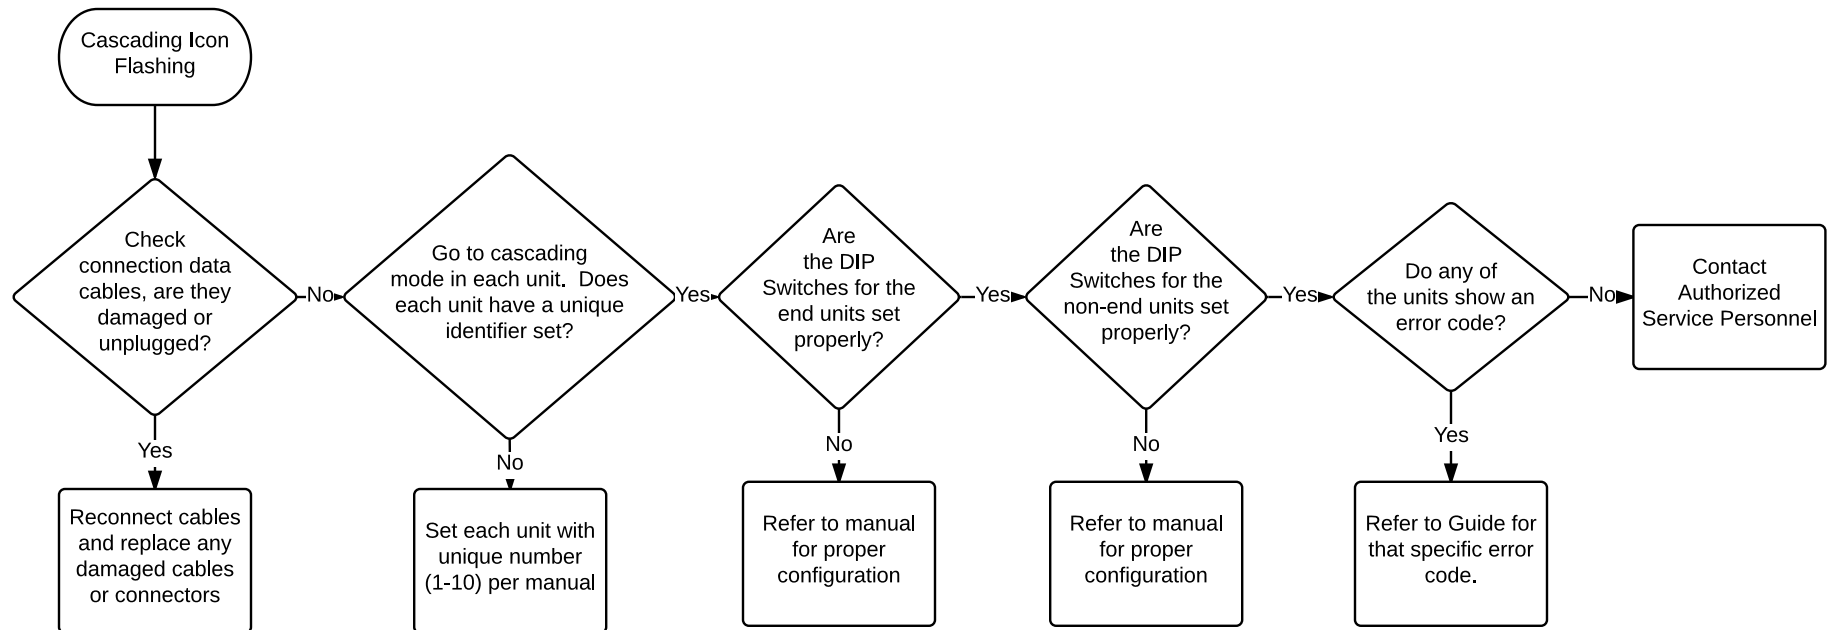 Cascading Icon
Flashing
Check
connection data
cables, are they
damaged or
unplugged?
No
Go to cascading
mode in each unit.  Does
each unit have a unique
identifier set?
Yes
Are
the DIP
Switches for the
end units set
properly?
Yes
Are
the DIP
Switches for the
non-end units set
properly?
Yes
Do any of
the units show an
error code?
No
Contact
Authorized
Service Personnel
Yes
No
No
No
Yes
Reconnect cables
and replace any
damaged cables
or connectors
Set each unit with
unique number
(1-10) per manual
Refer to manual
for proper
configuration
Refer to manual
for proper
configuration
Refer to Guide for
that specific error
code.